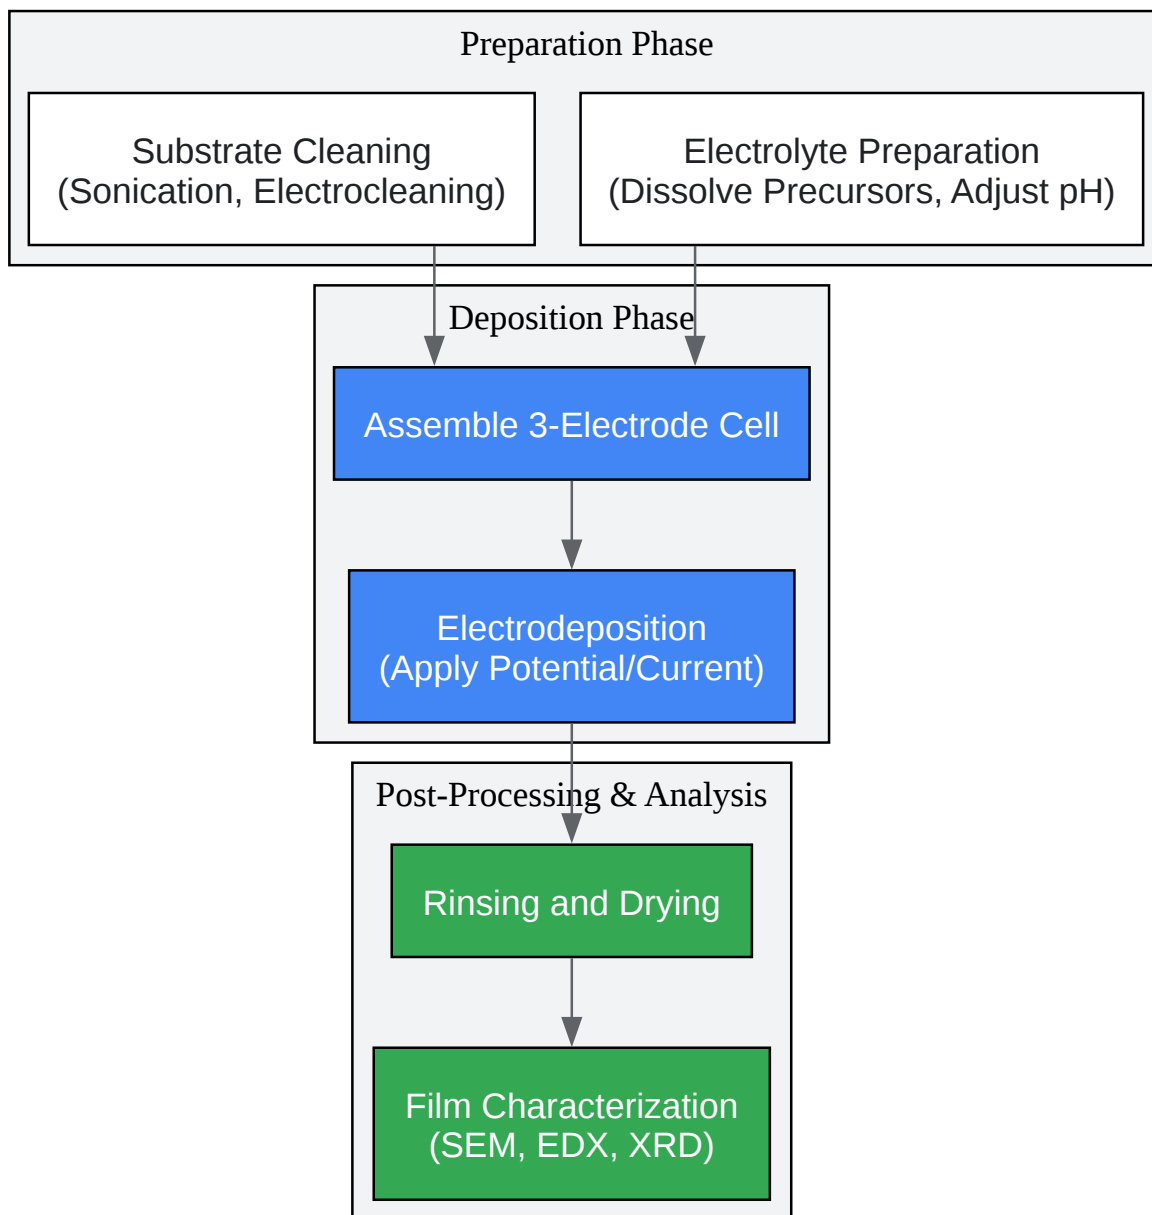 Preparation Phase
Substrate Cleaning
(Sonication, Electrocleaning)
Electrolyte Preparation
(Dissolve Precursors, Adjust pH)
Deposition Phase
Assemble 3-Electrode Cell
Electrodeposition
(Apply Potential/Current)
Post-Processing & Analysis
Rinsing and Drying
Film Characterization
(SEM, EDX, XRD)